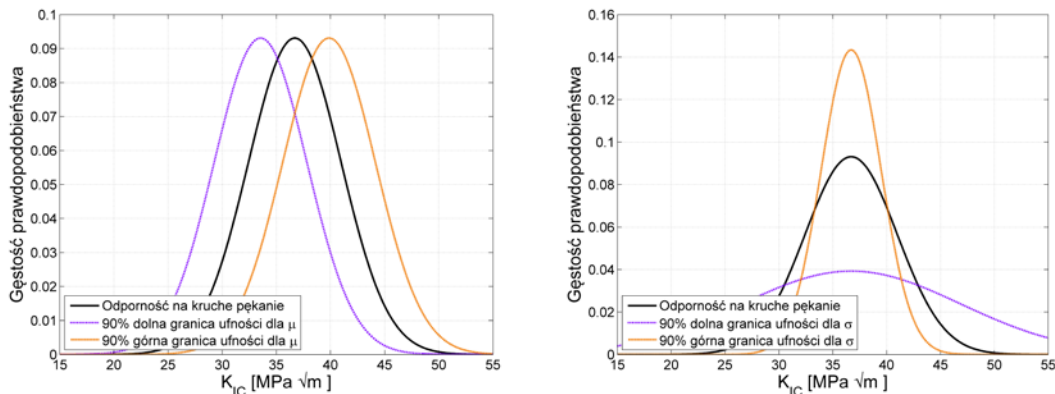 0.1
0.09
0.08
0.07
0.06
0.05
0.04
0.03
0.02
0.01
0
Gęstość prawdopodobieństwa
Odporność na kruche pękanie
90% dolna granica ufności dla μ
90% górna granica ufności dla μ
15 20 25 30 35 40 45 50 55
K_IC [MPa √m ]
0.16
0.14
0.12
0.1
0.08
0.06
0.04
0.02
0
Gęstość prawdopodobieństwa
Odporność na kruche pękanie
90% dolna granica ufności dla σ
90% górna granica ufności dla σ
15 20 25 30 35 40 45 50 55
K_IC [MPa √m ]